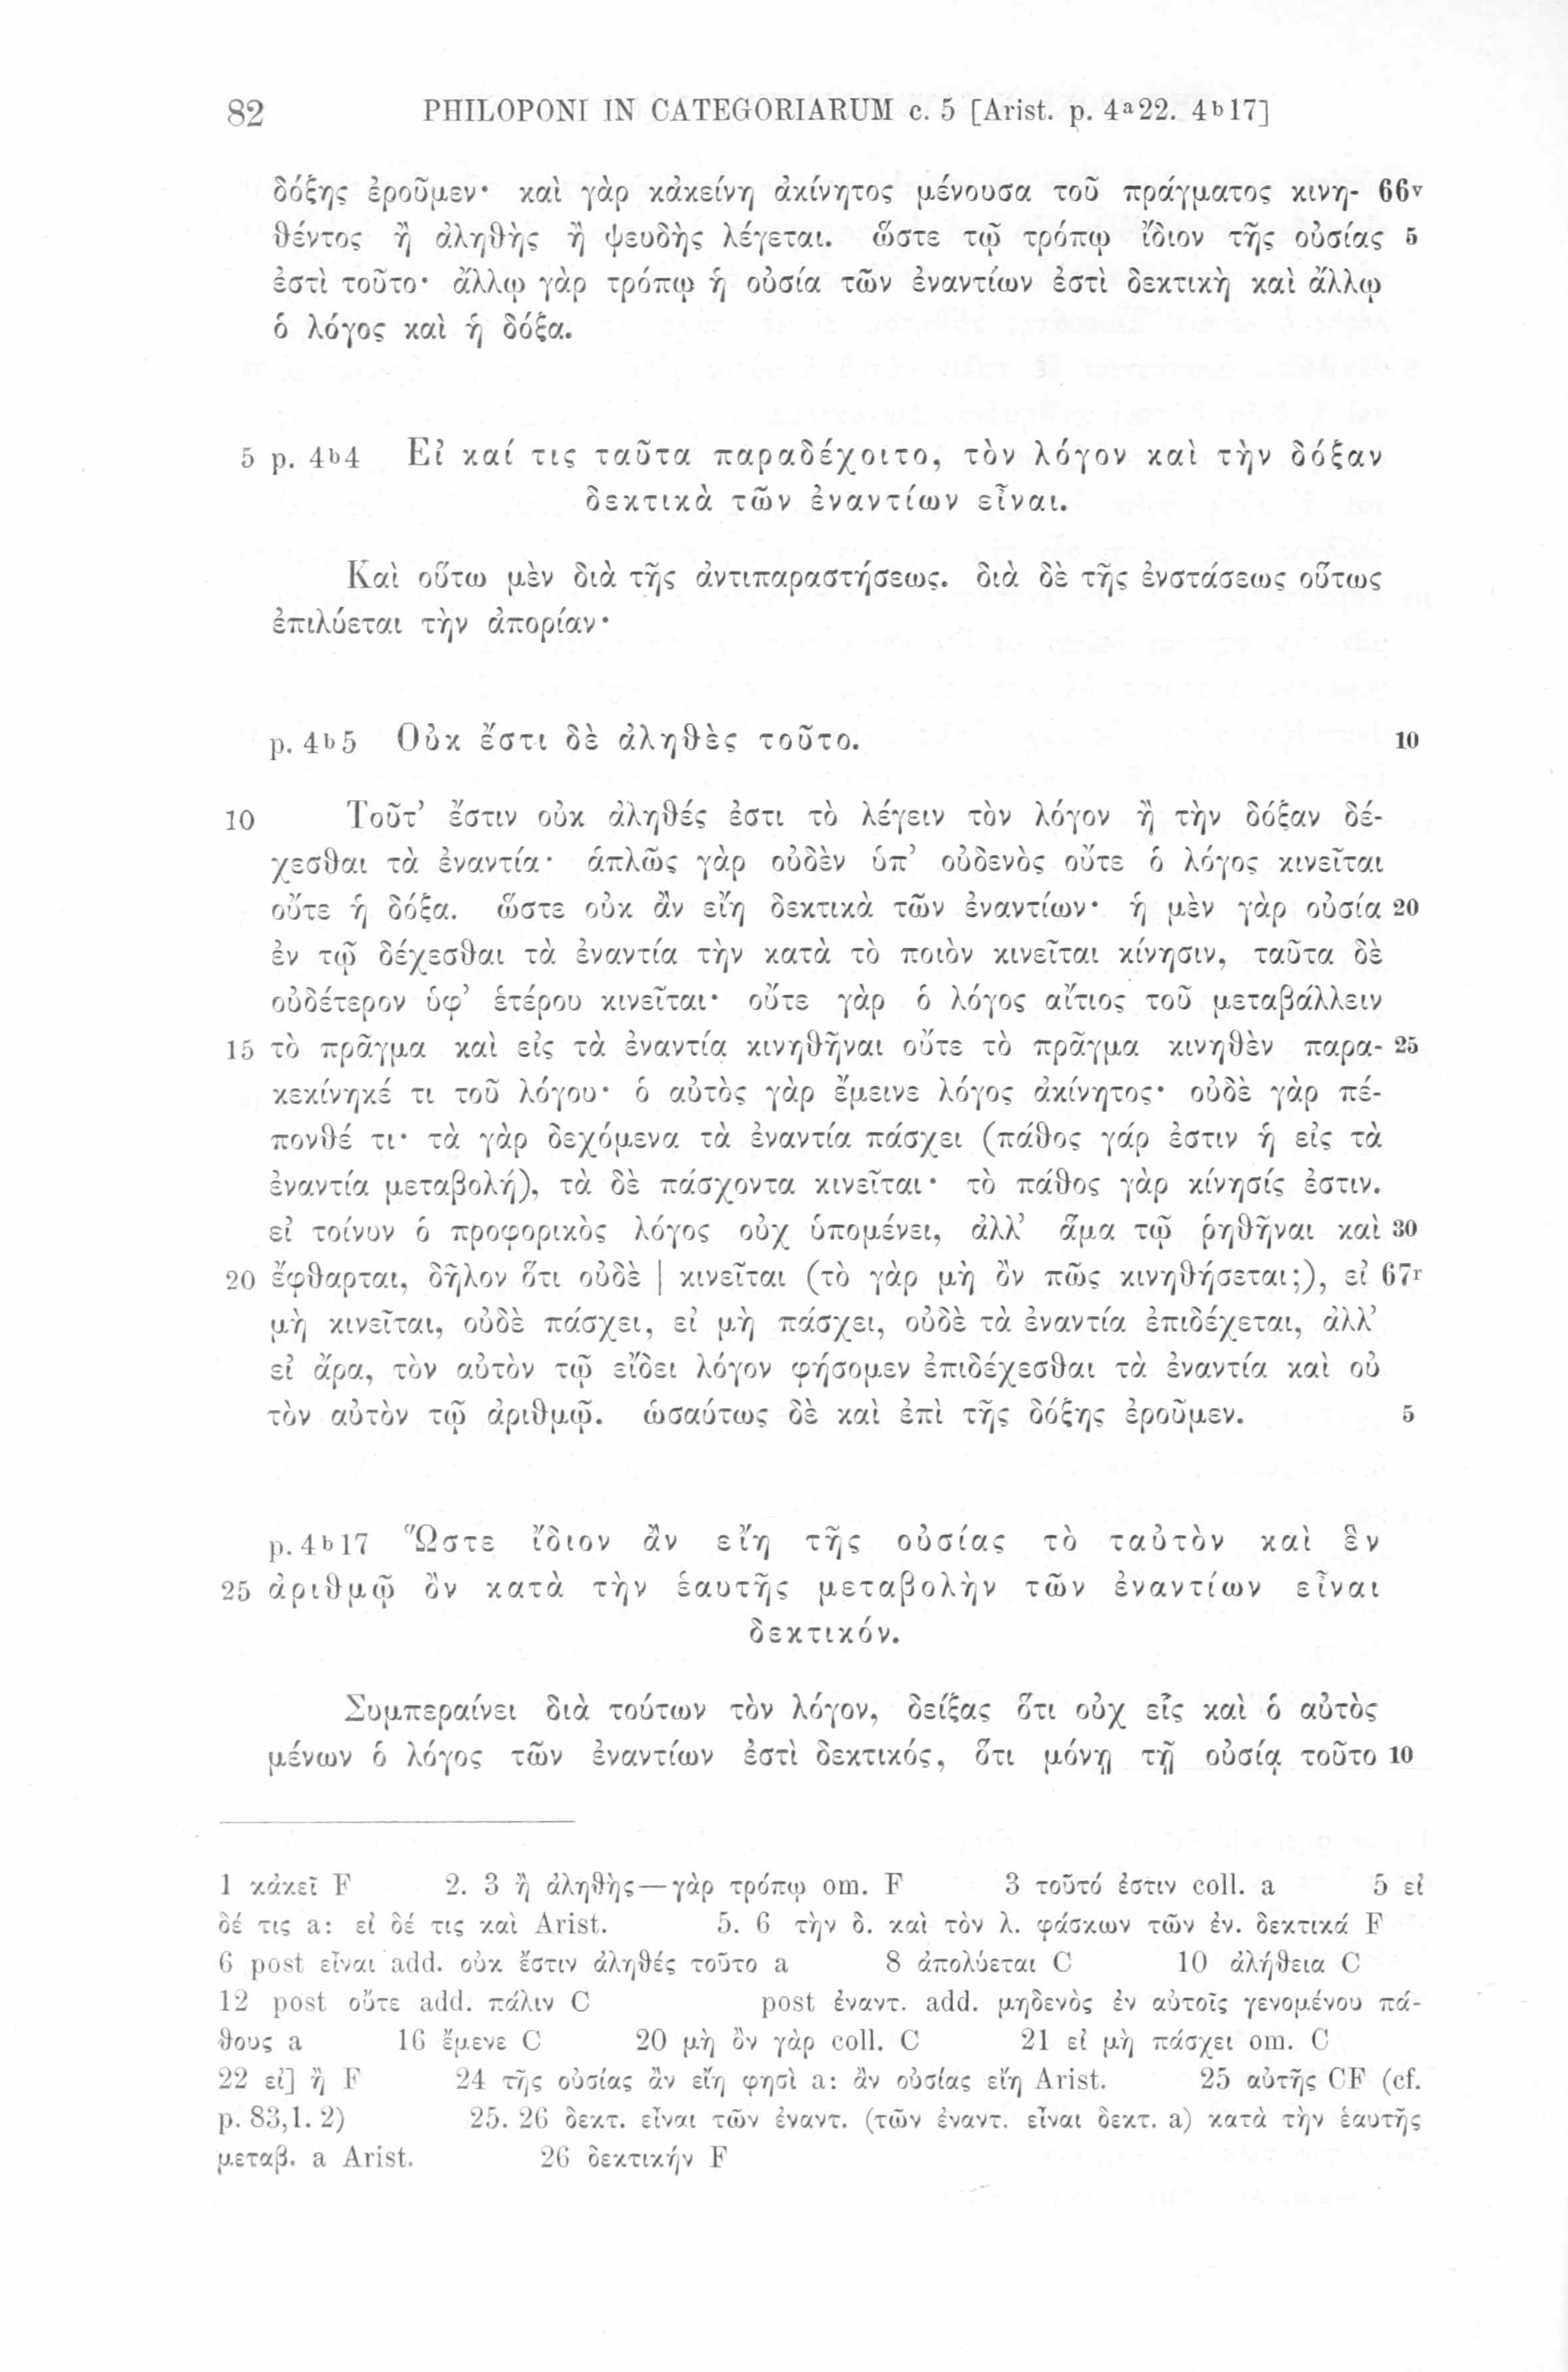 82 PHILOPONI IN CATEGORIARUM c. 5 [Arist. p. 4a22. 4b17]
δόξης ἐροῦμεν· καὶ γὰρ κἀκείνη ἀκίνητος μένουσα τοῦ πράγματος κινη- 66v
θέντος ἢ ἀληθὴς ἢ ψευδὴς λέγεται. ὥστε τῷ τρόπῳ ἴδιον τῆς οὐσίας 5
ἐστὶ τοῦτο· ἄλλῳ γὰρ τρόπῳ ἡ οὐσία τῶν ἐναντίων ἐστὶ δεκτικὴ καὶ ἄλλῳ
ὁ λόγος καὶ ἡ δόξα.
5 p. 4b4 Εἰ καί τις ταῦτα παραδέχοιτο, τὸν λόγον καὶ τὴν δόξαν
δεκτικὰ τῶν ἐναντίων εἶναι.
Καὶ οὕτω μὲν διὰ τῆς ἀντιπαραστήσεως. διὰ δὲ τῆς ἐνστάσεως οὕτως
ἐπιλύεται τὴν ἀπορίαν·
p. 4b5 Οὐκ ἔστι δὲ ἀληθὲς τοῦτο. 10
10 Τοῦτ’ ἔστιν οὐκ ἀληθές ἐστι τὸ λέγειν τὸν λόγον ἢ τὴν δόξαν δέ-
χεσθαι τὰ ἐναντία· ἁπλῶς γὰρ οὐδὲν ὑπ’ οὐδενὸς οὔτε ὁ λόγος κινεῖται
οὔτε ἡ δόξα. ὥστε οὐκ ἂν εἴη δεκτικὰ τῶν ἐναντίων· ἡ μὲν γὰρ οὐσία 20
ἐν τῷ δέχεσθαι τὰ ἐναντία τὴν κατὰ τὸ ποιὸν κινεῖται κίνησιν, ταῦτα δὲ
οὐδέτερον ὑφ’ ἑτέρου κινεῖται· οὔτε γὰρ ὁ λόγος αἴτιος τοῦ μεταβάλλειν
15 τὸ πρᾶγμα καὶ εἰς τὰ ἐναντία κινηθῆναι οὔτε τὸ πρᾶγμα κινηθὲν παρα- 25
κεκίνηκέ τι τοῦ λόγου· ὁ αὐτὸς γὰρ ἔμεινε λόγος ἀκίνητος· οὐδὲ γὰρ πέ-
πονθέ τι· τὰ γὰρ δεχόμενα τὰ ἐναντία πάσχει (πάθος γάρ ἐστιν ἡ εἰς τὰ
ἐναντία μεταβολή), τὰ δὲ πάσχοντα κινεῖται· τὸ πάθος γὰρ κίνησίς ἐστιν.
εἰ τοίνυν ὁ προφορικὸς λόγος οὐχ ὑπομένει, ἀλλ’ ἅμα τῷ ῥηθῆναι καὶ 30
20 ἔφθαρται, δῆλον ὅτι οὐδὲ | κινεῖται (τὸ γὰρ μὴ ὂν πῶς κινηθήσεται;), εἰ 67r
μὴ κινεῖται, οὐδὲ πάσχει, εἰ μὴ πάσχει, οὐδὲ τὰ ἐναντία ἐπιδέχεται, ἀλλ’
εἰ ἄρα, τὸν αὐτὸν τῷ εἴδει λόγον φήσομεν ἐπιδέχεσθαι τὰ ἐναντία καὶ οὐ
τὸν αὐτὸν τῷ ἀριθμῷ. ὡσαύτως δὲ καὶ ἐπὶ τῆς δόξης ἐροῦμεν. 5
p. 4b17 Ὥστε ἴδιον ἂν εἴη τῆς οὐσίας τὸ ταὐτὸν καὶ ἓν
25 ἀριθμῷ ὂν κατὰ τὴν ἑαυτῆς μεταβολὴν τῶν ἐναντίων εἶναι
δεκτικόν.
Συμπεραίνει διὰ τούτων τὸν λόγον, δείξας ὅτι οὐχ εἷς καὶ ὁ αὐτὸς
μένων ὁ λόγος τῶν ἐναντίων ἐστὶ δεκτικός, ὅτι μόνῃ τῇ οὐσίᾳ τοῦτο 10
1 κἀκεῖ F 2. 3 ἢ ἀληθὴς—γὰρ τρόπῳ om. F 3 τοῦτό ἐστιν coll. a 5 εἰ
δέ τις a: εἰ δέ τις καὶ Arist. 5. 6 τὴν δ. καὶ τὸν λ. φάσκων τῶν ἐν. δεκτικά F
6 post εἶναι add. οὐκ ἔστιν ἀληθές τοῦτο a 8 ἀπολύεται C 10 ἀλήθεια C
12 post οὔτε add. πάλιν C post ἐναντ. add. μηδενὸς ἐν αὐτοῖς γενομένου πά-
θους a 16 ἔμενε C 20 μὴ ὂν γὰρ coll. C 21 εἰ μὴ πάσχει om. C
22 εἰ] ἢ F 24 τῆς οὐσίας ἂν εἴη φησὶ a: ἂν οὐσίας εἴη Arist. 25 αὐτῆς CF (cf.
p. 83,1. 2) 25. 26 δεκτ. εἶναι τῶν ἐναντ. (τῶν ἐναντ. εἶναι δεκτ. a) κατὰ τὴν ἑαυτῆς
μεταβ. a Arist. 26 δεκτικήν F